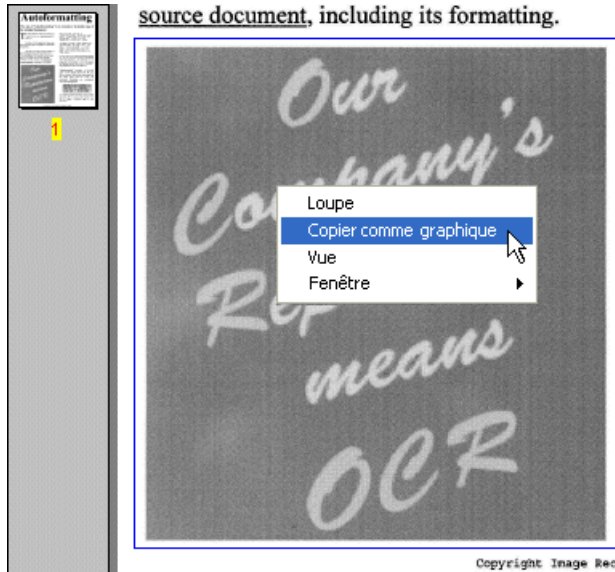 Autoformatting
1
source document, including its formatting.
Our
Company's
Loupe
Copier comme graphique
Vue
Fenêtre
means
OCR
Copyright Image Rec